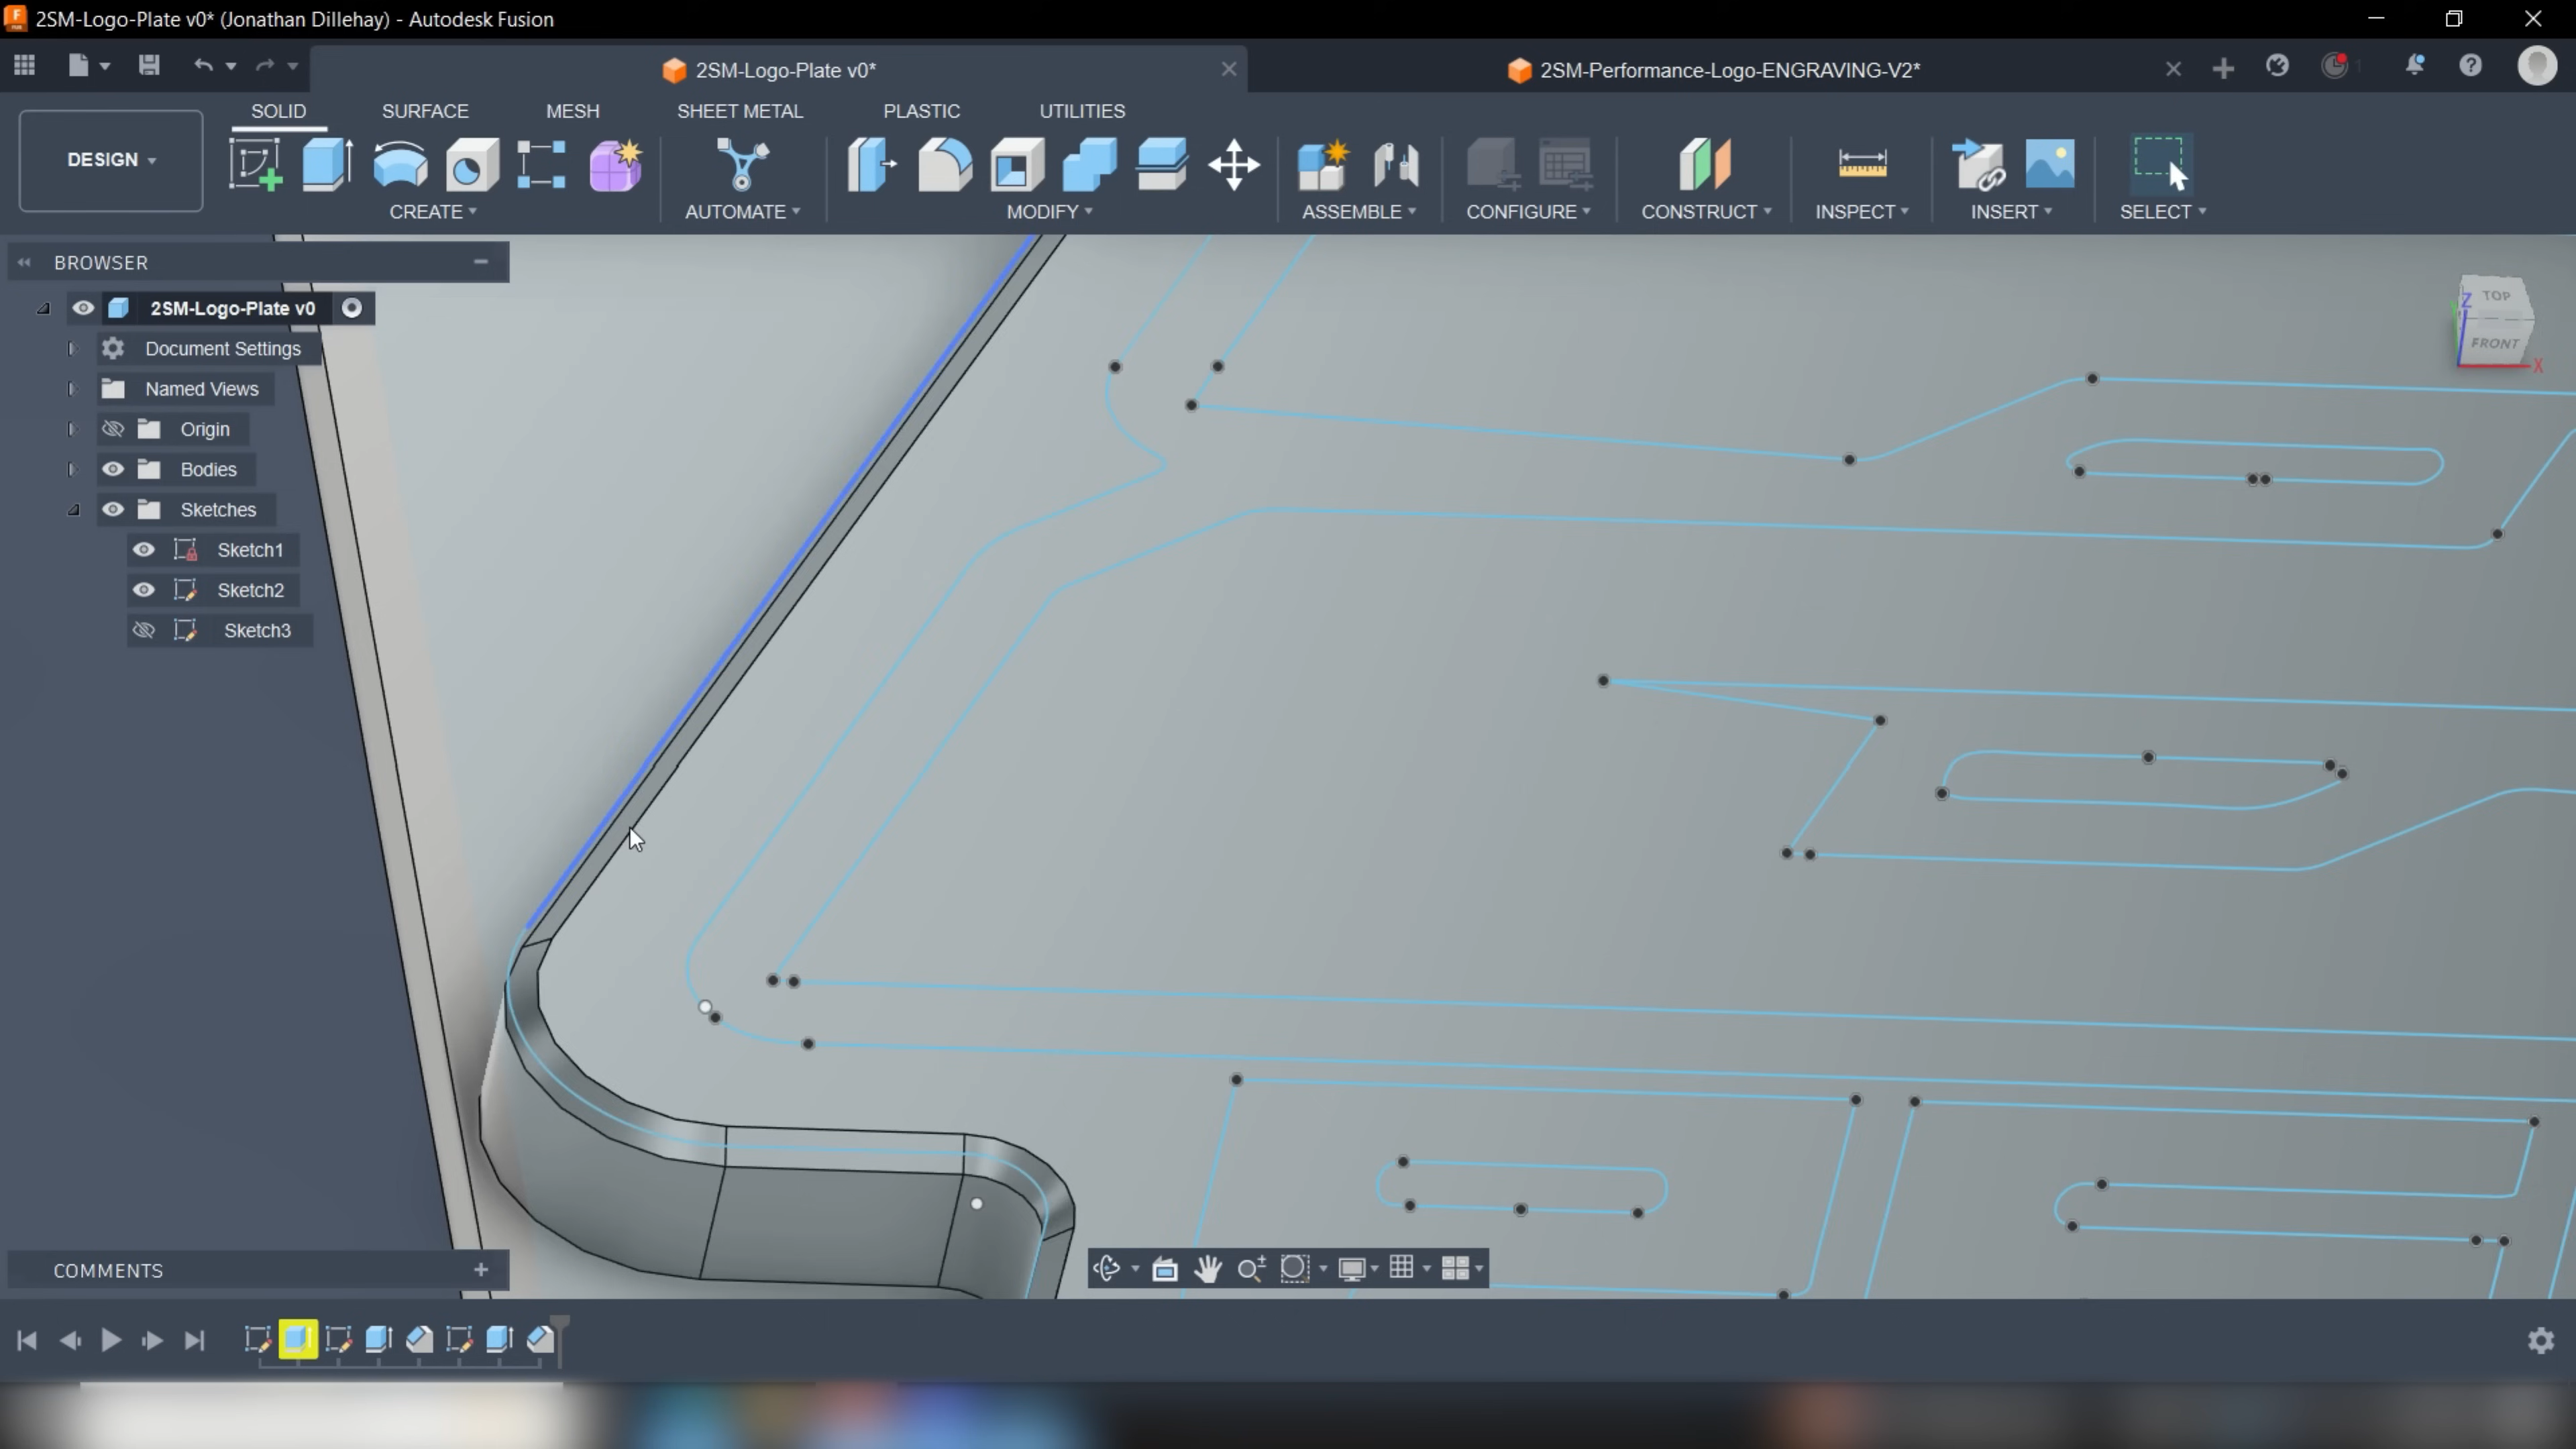 2SM-Logo-Plate v0* (Jonathan Dillehay) - Autodesk Fusion
2SM-Logo-Plate v0*
2SM-Performance-Logo-ENGRAVING-V2*
1
SOLID SURFACE MESH SHEET METAL PLASTIC UTILITIES
DESIGN
CREATE AUTOMATE MODIFY ASSEMBLE CONFIGURE CONSTRUCT INSPECT INSERT SELECT
BROWSER
2SM-Logo-Plate v0
Document Settings
Named Views
Origin
Bodies
Sketches
Sketch1
Sketch2
Sketch3
Z TOP
FRONT
X
COMMENTS